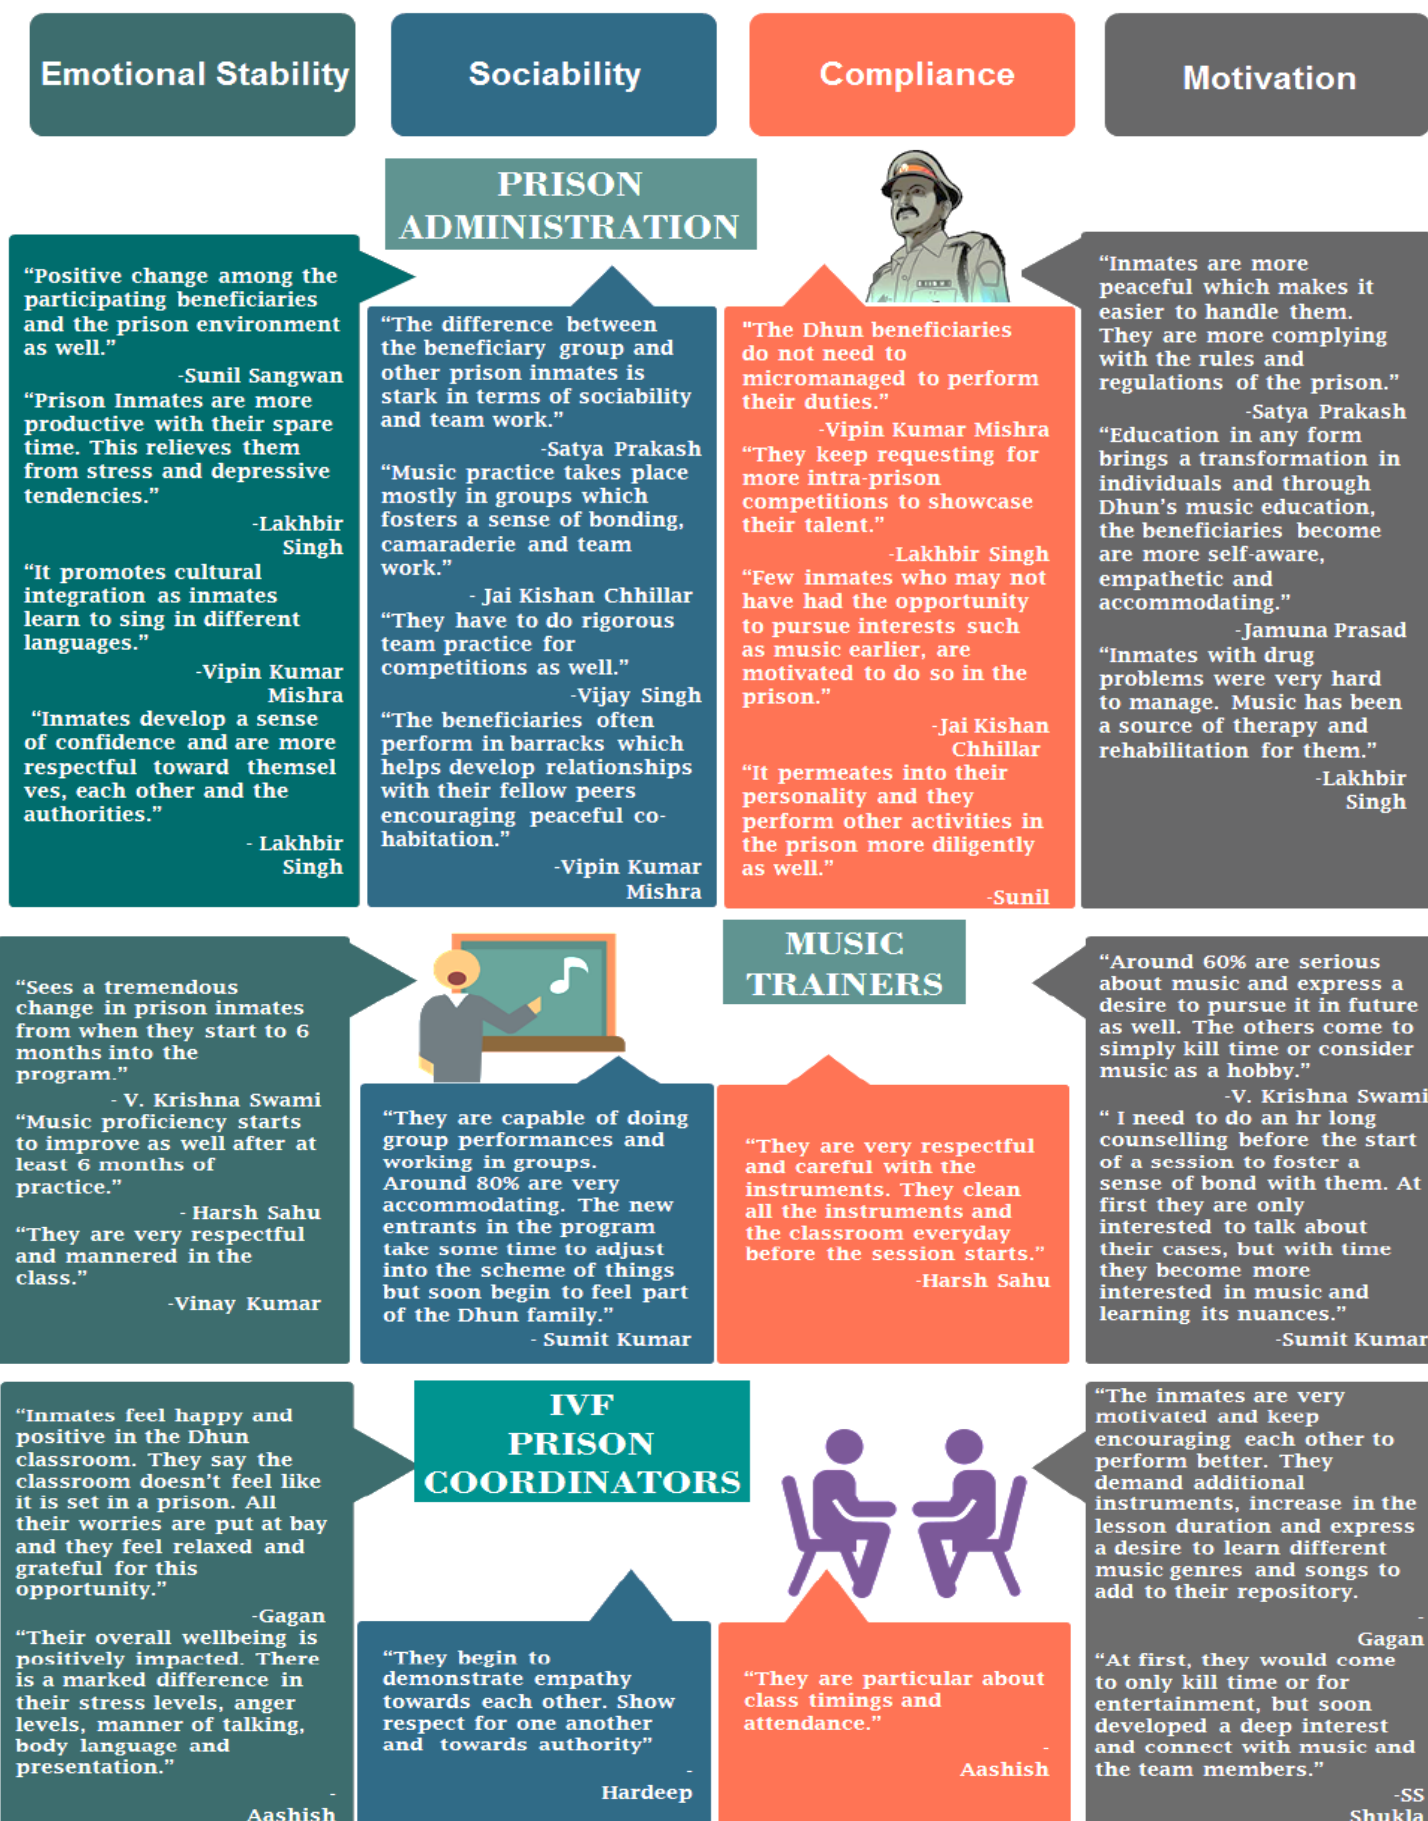 Emotional Stability
Sociability
Compliance
Motivation
PRISON
ADMINISTRATION
“Positive change among the
participating beneficiaries
and the prison environment
as well.”
-Sunil Sangwan
“Prison Inmates are more
productive with their spare
time. This relieves them
from stress and depressive
tendencies.”
-Lakhbir
Singh
“It promotes cultural
integration as inmates
learn to sing in different
languages.”
-Vipin Kumar
Mishra
“Inmates develop a sense
of confidence and are more
respectful toward themsel
ves, each other and the
authorities.”
- Lakhbir
Singh
“The difference between
the beneficiary group and
other prison inmates is
stark in terms of sociability
and team work.”
-Satya Prakash
“Music practice takes place
mostly in groups which
fosters a sense of bonding,
camaraderie and team
work.”
- Jai Kishan Chhillar
“They have to do rigorous
team practice for
competitions as well.”
-Vijay Singh
“The beneficiaries often
perform in barracks which
helps develop relationships
with their fellow peers
encouraging peaceful co-
habitation.”
-Vipin Kumar
Mishra
"The Dhun beneficiaries
do not need to
micromanaged to perform
their duties.”
-Vipin Kumar Mishra
“They keep requesting for
more intra-prison
competitions to showcase
their talent.”
-Lakhbir Singh
“Few inmates who may not
have had the opportunity
to pursue interests such
as music earlier, are
motivated to do so in the
prison.”
-Jai Kishan
Chhillar
“It permeates into their
personality and they
perform other activities in
the prison more diligently
as well.”
-Sunil
“Inmates are more
peaceful which makes it
easier to handle them.
They are more complying
with the rules and
regulations of the prison.”
-Satya Prakash
“Education in any form
brings a transformation in
individuals and through
Dhun’s music education,
the beneficiaries become
are more self-aware,
empathetic and
accommodating.”
-Jamuna Prasad
“Inmates with drug
problems were very hard
to manage. Music has been
a source of therapy and
rehabilitation for them.”
-Lakhbir
Singh
MUSIC
TRAINERS
“Sees a tremendous
change in prison inmates
from when they start to 6
months into the
program.”
- V. Krishna Swami
“Music proficiency starts
to improve as well after at
least 6 months of
practice.”
- Harsh Sahu
“They are very respectful
and mannered in the
class.”
-Vinay Kumar
“They are capable of doing
group performances and
working in groups.
Around 80% are very
accommodating. The new
entrants in the program
take some time to adjust
into the scheme of things
but soon begin to feel part
of the Dhun family.”
- Sumit Kumar
“They are very respectful
and careful with the
instruments. They clean
all the instruments and
the classroom everyday
before the session starts.”
-Harsh Sahu
“Around 60% are serious
about music and express a
desire to pursue it in future
as well. The others come to
simply kill time or consider
music as a hobby.”
-V. Krishna Swami
“ I need to do an hr long
counselling before the start
of a session to foster a
sense of bond with them. At
first they are only
interested to talk about
their cases, but with time
they become more
interested in music and
learning its nuances.”
-Sumit Kumar
IVF
PRISON
COORDINATORS
“Inmates feel happy and
positive in the Dhun
classroom. They say the
classroom doesn’t feel like
it is set in a prison. All
their worries are put at bay
and they feel relaxed and
grateful for this
opportunity.”
-Gagan
“Their overall wellbeing is
positively impacted. There
is a marked difference in
their stress levels, anger
levels, manner of talking,
body language and
presentation.”
-
Aashish
“They begin to
demonstrate empathy
towards each other. Show
respect for one another
and towards authority”
-
Hardeep
“They are particular about
class timings and
attendance.”
-
Aashish
“The inmates are very
motivated and keep
encouraging each other to
perform better. They
demand additional
instruments, increase in the
lesson duration and express
a desire to learn different
music genres and songs to
add to their repository.
-
Gagan
“At first, they would come
to only kill time or for
entertainment, but soon
developed a deep interest
and connect with music and
the team members.”
-SS
Shukla